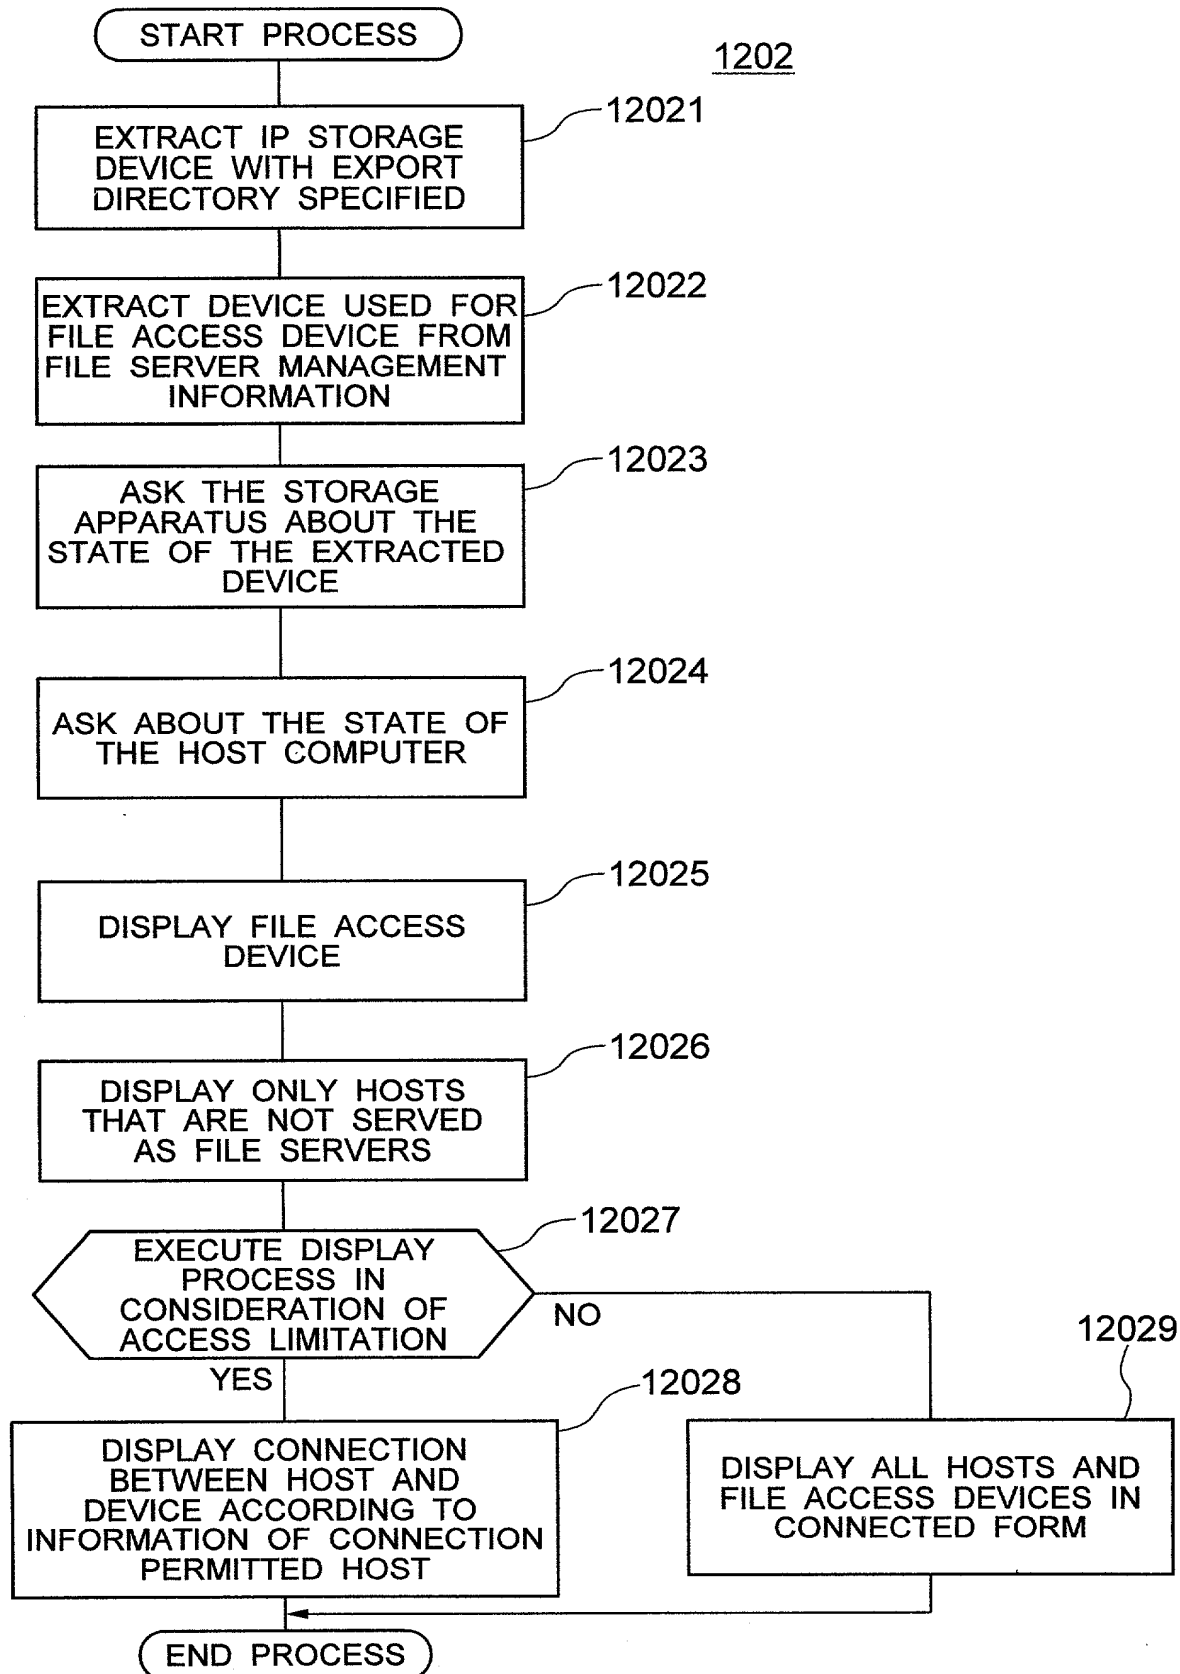 START PROCESS
1202
12021
EXTRACT IP STORAGE
DEVICE WITH EXPORT
DIRECTORY SPECIFIED
12022
EXTRACT DEVICE USED FOR
FILE ACCESS DEVICE FROM
FILE SERVER MANAGEMENT
INFORMATION
12023
ASK THE STORAGE
APPARATUS ABOUT THE
STATE OF THE EXTRACTED
DEVICE
12024
ASK ABOUT THE STATE OF
THE HOST COMPUTER
12025
DISPLAY FILE ACCESS
DEVICE
12026
DISPLAY ONLY HOSTS
THAT ARE NOT SERVED
AS FILE SERVERS
12027
EXECUTE DISPLAY
PROCESS IN
CONSIDERATION OF
ACCESS LIMITATION
NO
YES
12028
DISPLAY CONNECTION
BETWEEN HOST AND
DEVICE ACCORDING TO
INFORMATION OF CONNECTION
PERMITTED HOST
12029
DISPLAY ALL HOSTS AND
FILE ACCESS DEVICES IN
CONNECTED FORM
END PROCESS